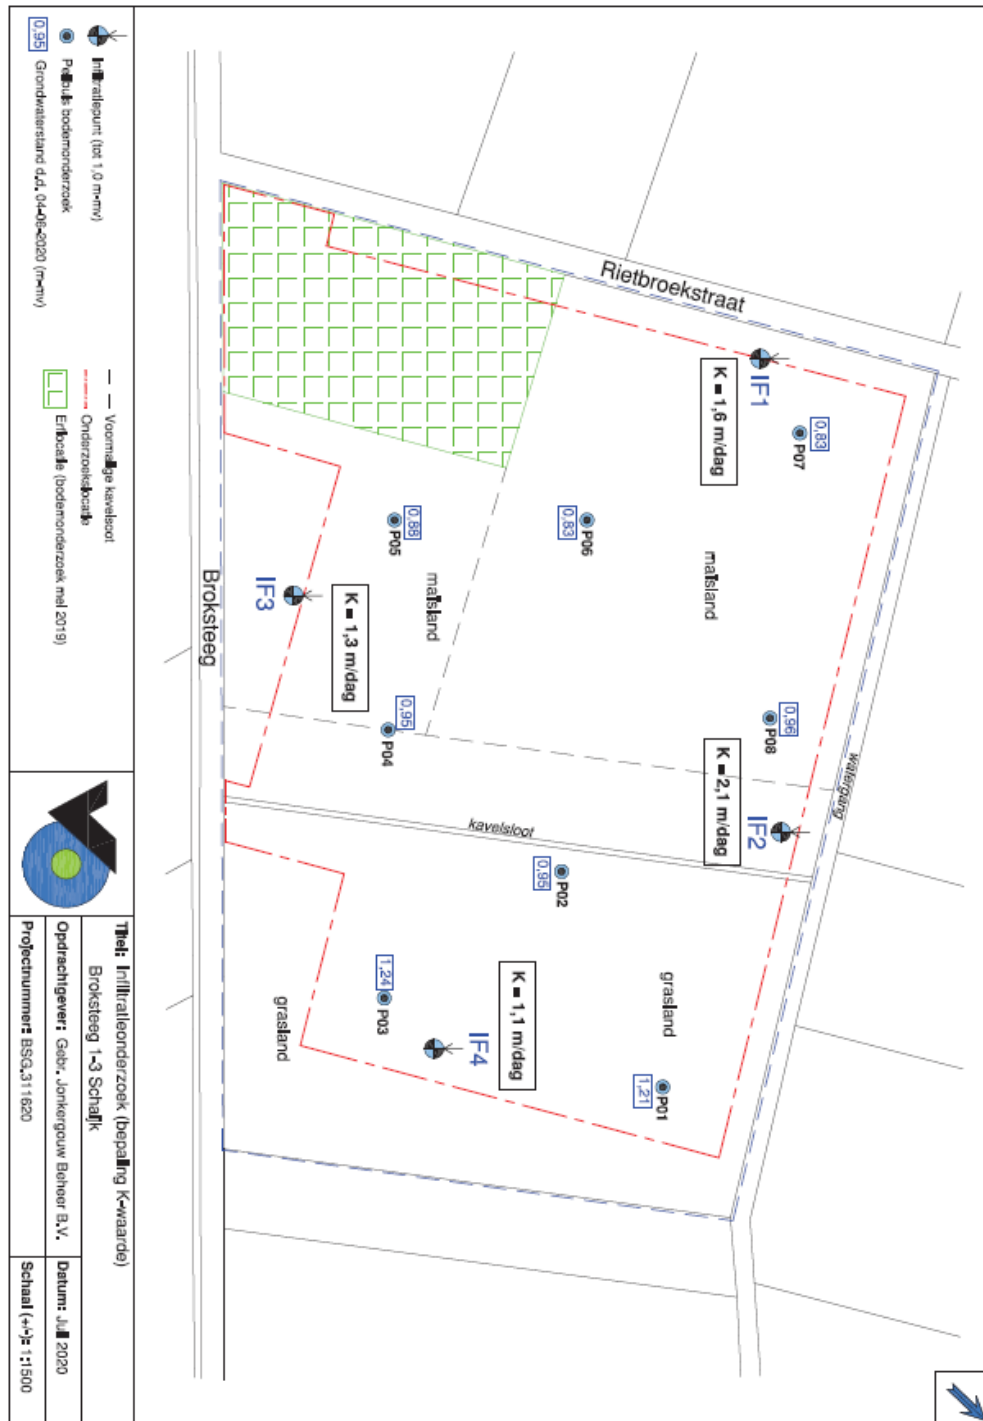 Rietbroekstraat
IF1
K = 1,6 m/dag
0,83
P07
0,83
P06
0,88
P05
maïsland
maïsland
IF3
K = 1,3 m/dag
Broksteeg
0,95
P04
0,96
P08
K = 2,1 m/dag
IF2
watergang
kavelsloot
0,95
P02
1,24
P03
K = 1,1 m/dag
IF4
grasland
grasland
1,21
P01
Infiltratiepunt (tot 1,0 m-mv)
Peilbuis bodemonderzoek
0,95 Grondwaterstand d.d. 04-06-2020 (m-mv)
Voormalige kavelsoot
Onderzoekslocatie
Erflocatie (bodemonderzoek mei 2019)
Titel: Infiltratieonderzoek (bepaling K-waarde)
Broksteeg 1-3 Schaijk
Opdrachtgever: Gebr. Jonkergouw Beheer B.V.
Datum: Juli 2020
Projectnummer: BSG.311620
Schaal (+/-): 1:1500